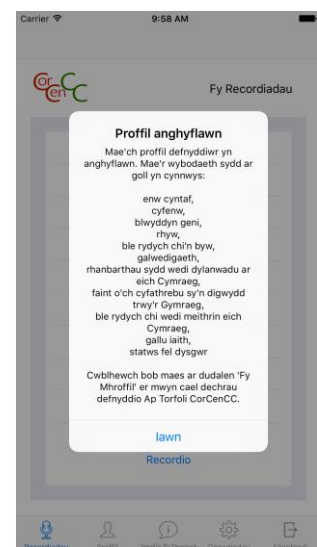 Carrier 9:58 AM
CorCenCC
Fy Recordiadau
Proffil anghyflawn
Mae'ch proffil defnyddiwr yn
anghyflawn. Mae'r wybodaeth sydd ar
goll yn cynnwys:
enw cyntaf,
cyfenw,
blwyddyn geni,
rhyw,
ble rydych chi'n byw,
galwedigaeth,
rhanbarthau sydd wedi dylanwadu ar
eich Cymraeg,
faint o'ch cyfathrebu sy'n digwydd
trwy'r Gymraeg,
ble rydych chi wedi meithrin eich
Cymraeg,
gallu iaith,
statws fel dysgwr
Cwblhewch bob maes ar dudalen 'Fy
Mhroffil' er mwyn cael dechrau
defnyddio Ap Torfoli CorCenCC.
Iawn
Recordio
Recordiadau Proffil